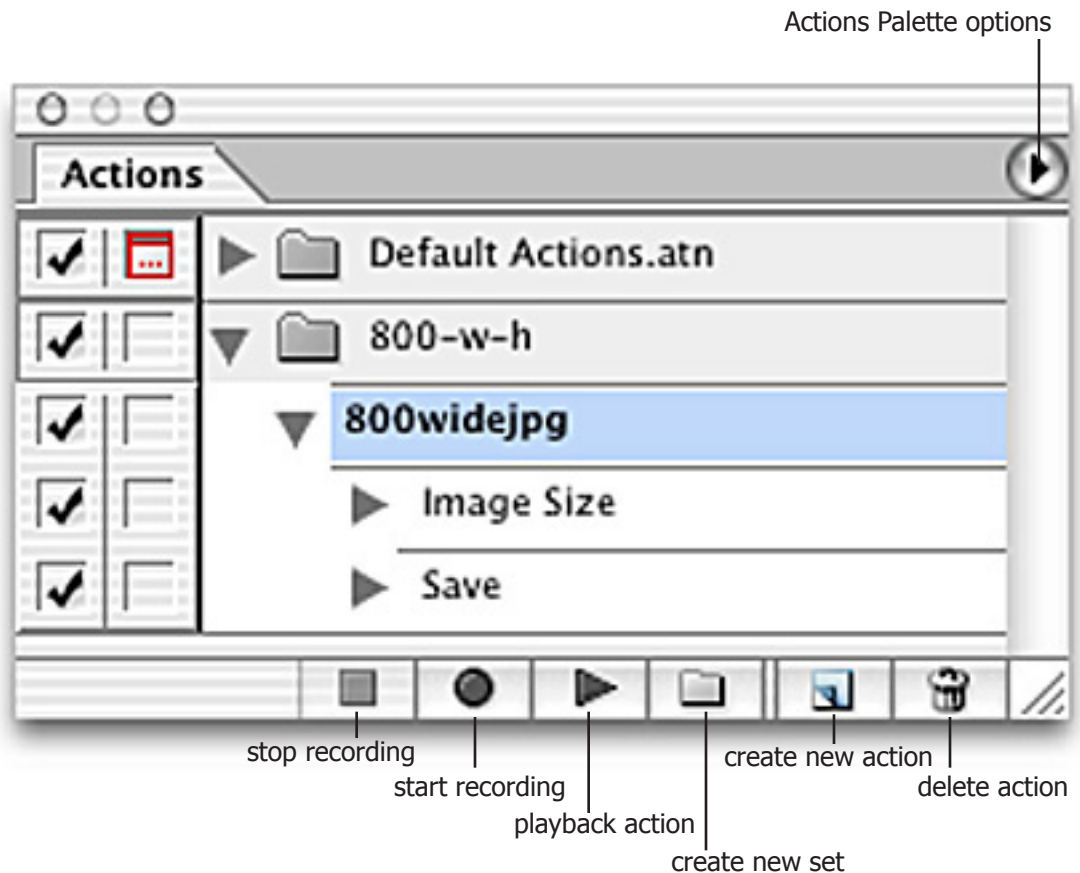 Actions Palette options
Actions
Default Actions.atn
800-w-h
800widejpg
Image Size
Save
stop recording
start recording
playback action
create new set
create new action
delete action